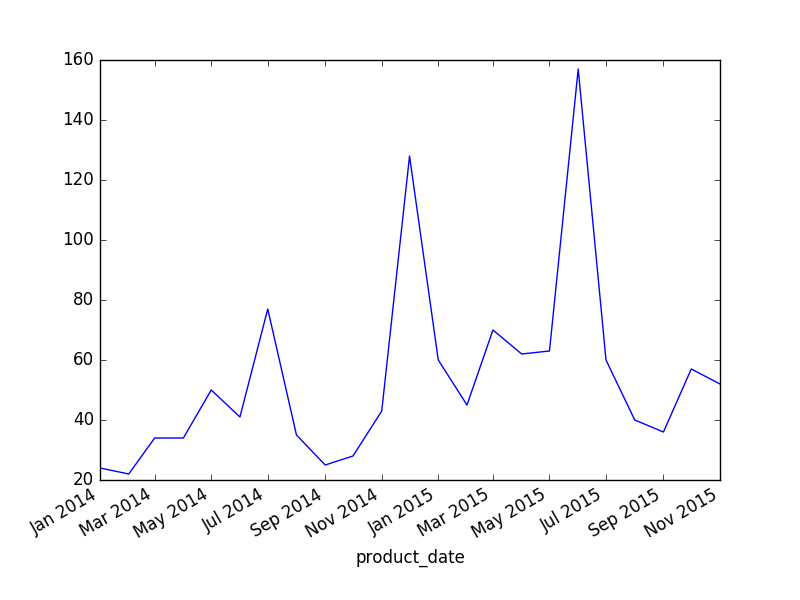 160
140
120
100
80
60
40
20
Jan 2014
Mar 2014
May 2014
Jul 2014
Sep 2014
Nov 2014
Jan 2015
Mar 2015
May 2015
Jul 2015
Sep 2015
Nov 2015
product_date